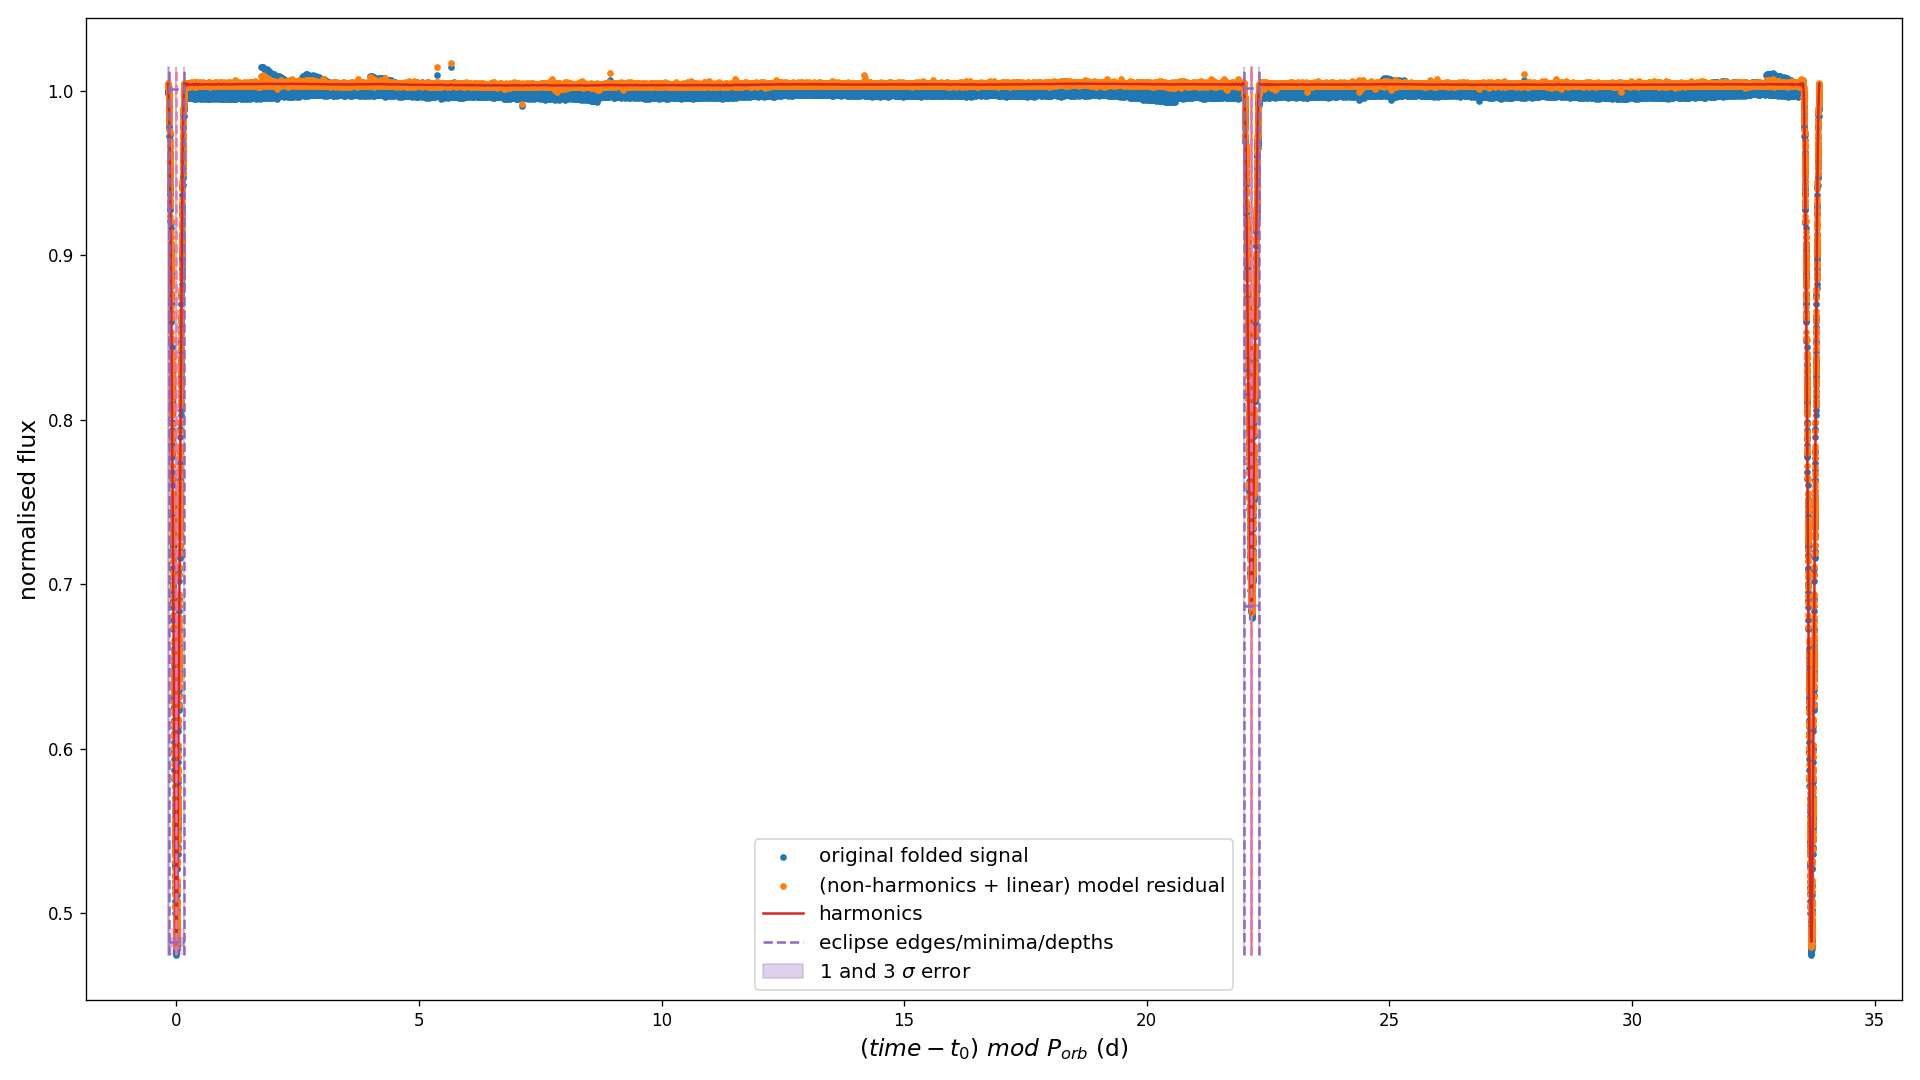 normalised flux
1.0
0.9
0.8
0.7
0.6
0.5
original folded signal
(non-harmonics + linear) model residual
harmonics
eclipse edges/minima/depths
1 and 3 σ error
0 5 10 15 20 25 30 35
(time − t₀) mod Pₒᵣb (d)